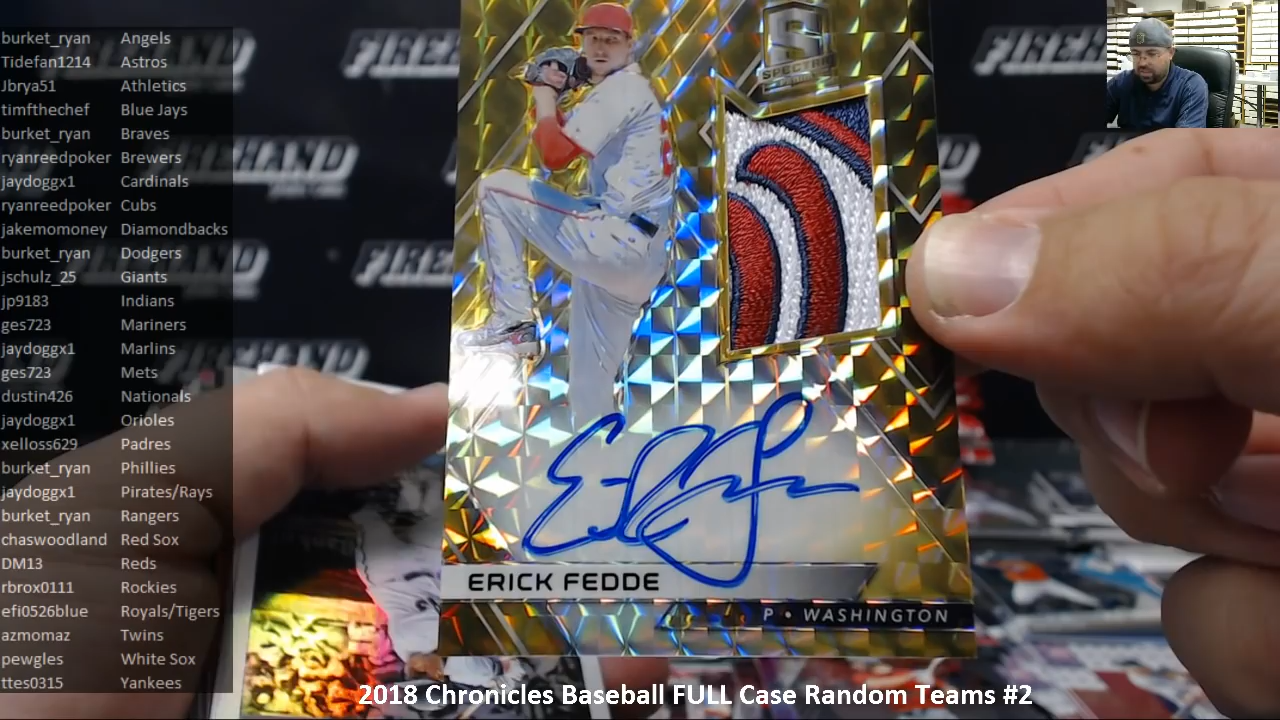 burket_ryan Angels
Tidefan1214 Astros
Jbrya51 Athletics
timfthechef Blue Jays
burket_ryan Braves
ryanreedpoker Brewers
jaydoggx1 Cardinals
ryanreedpoker Cubs
jakemomoney Diamondbacks
burket_ryan Dodgers
jschulz_25 Giants
jp9183 Indians
ges723 Mariners
jaydoggx1 Marlins
ges723 Mets
dustin426 Nationals
jaydoggx1 Orioles
xelloss629 Padres
burket_ryan Phillies
jaydoggx1 Pirates/Rays
burket_ryan Rangers
chaswoodland Red Sox
DM13 Reds
rbrox0111 Rockies
efi0526blue Royals/Tigers
azmomaz Twins
pewgles White Sox
ttes0315 Yankees
FIREHAND
S
SPECTRA
ERICK FEDDE
P • WASHINGTON
2018 Chronicles Baseball FULL Case Random Teams #2